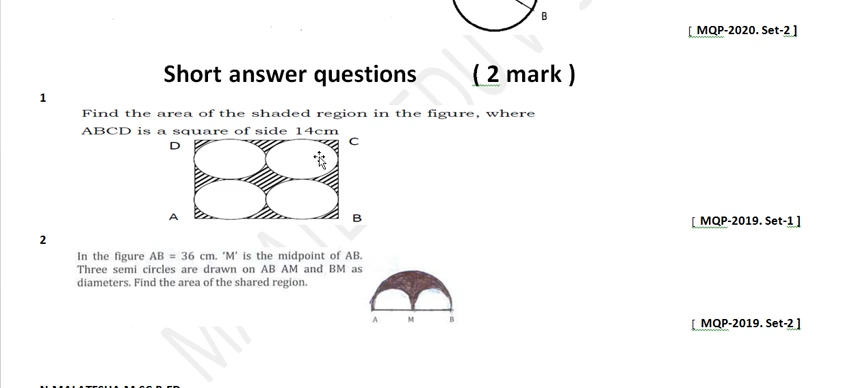 B
[ MQP-2020. Set-2 ]
Short answer questions ( 2 mark )
1
Find the area of the shaded region in the figure, where
ABCD is a square of side 14cm
D C
A B
[ MQP-2019. Set-1 ]
2
In the figure AB = 36 cm. 'M' is the midpoint of AB.
Three semi circles are drawn on AB AM and BM as
diameters. Find the area of the shared region.
A M B
[ MQP-2019. Set-2 ]